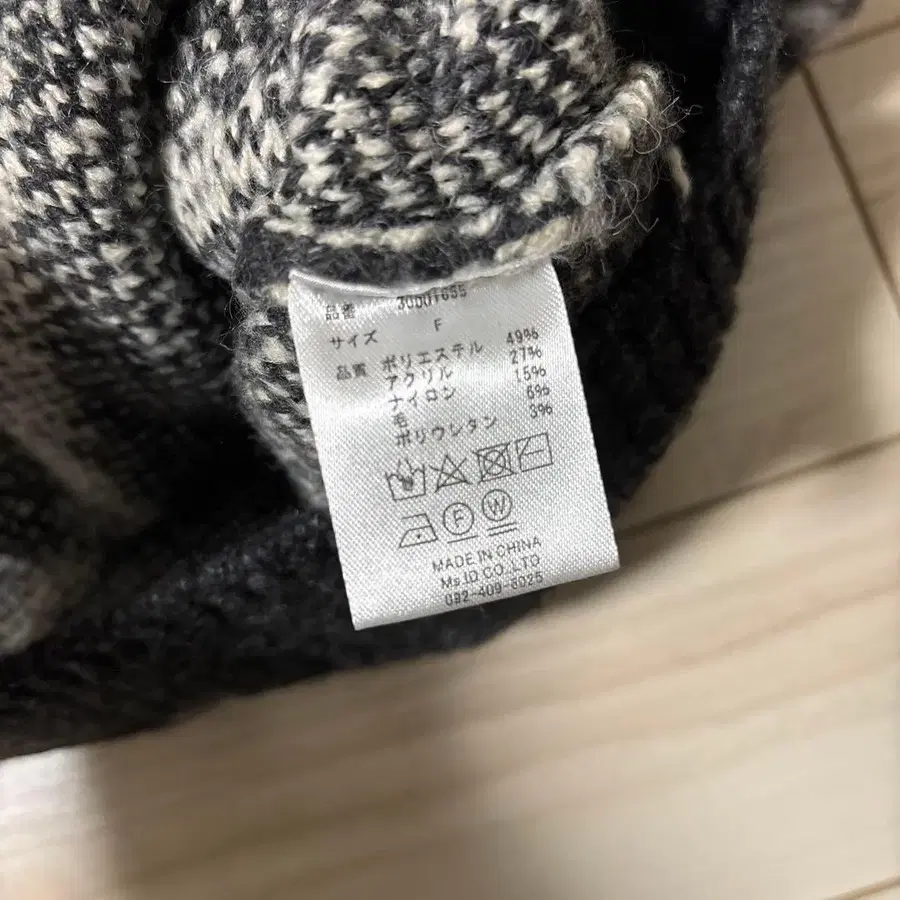 品番 30001655
サイズ F
品質 ポリエステル 49%
アクリル 27%
ナイロン 15%
毛 6%
ポリウレタン 3%
F W
MADE IN CHINA
Ms.ID CO.,LTD
092-409-6025